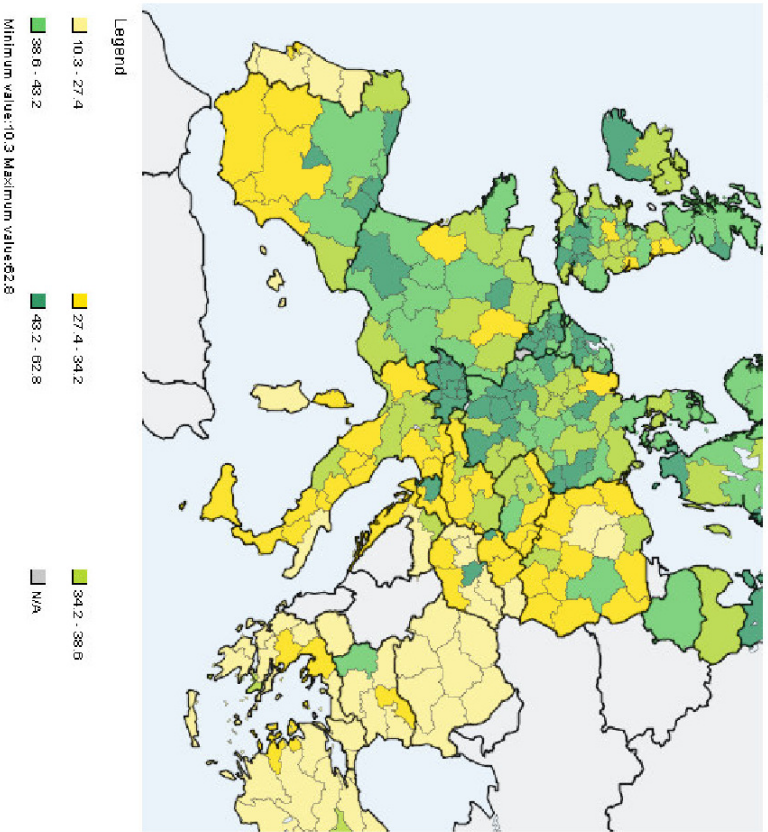 Legend
10.3 - 27.4
27.4 - 34.2
34.2 - 38.6
38.6 - 43.2
43.2 - 62.8
N/A
Minimum value:10.3 Maximum value:62.8